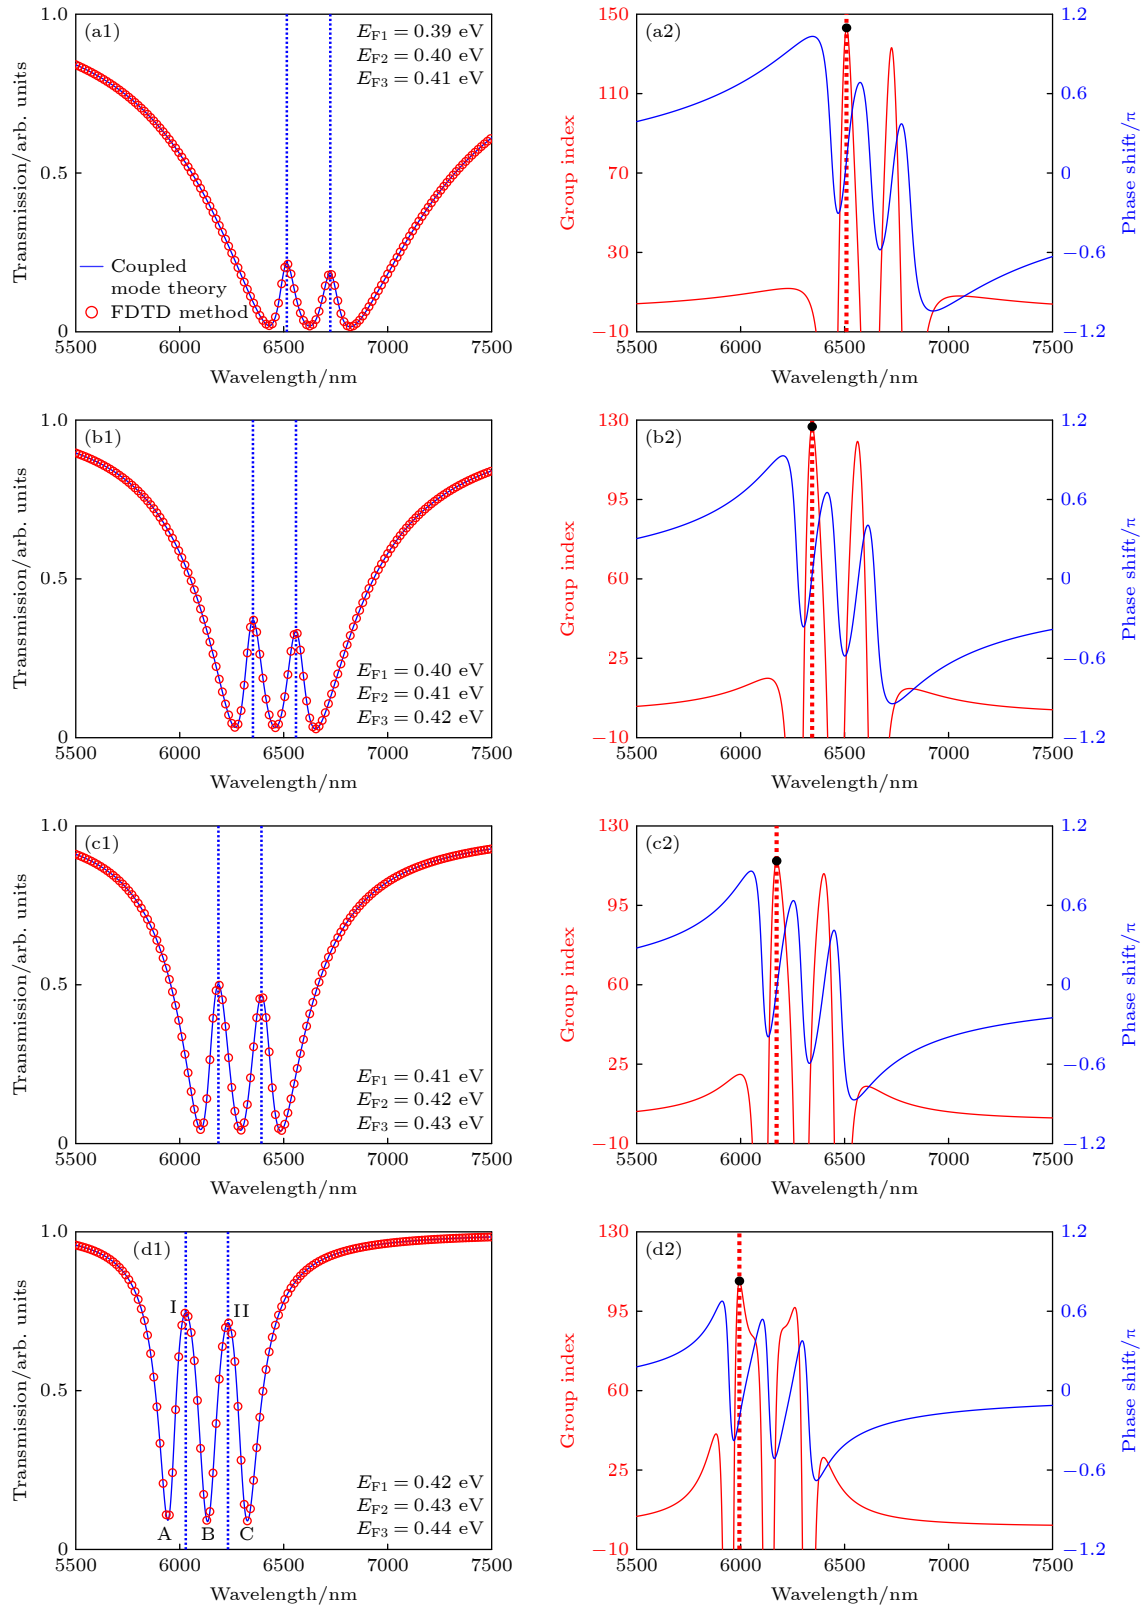 (a1)
E_F1 = 0.39 eV
E_F2 = 0.40 eV
E_F3 = 0.41 eV
Coupled
mode theory
FDTD method
1.0
0.5
0
5500 6000 6500 7000 7500
Wavelength/nm
Transmission/arb. units
(a2)
150
110
70
30
−10
Group index
1.2
0.6
0
−0.6
−1.2
Phase shift/π
5500 6000 6500 7000 7500
Wavelength/nm
(b1)
E_F1 = 0.40 eV
E_F2 = 0.41 eV
E_F3 = 0.42 eV
1.0
0.5
0
5500 6000 6500 7000 7500
Wavelength/nm
Transmission/arb. units
(b2)
130
95
60
25
−10
Group index
1.2
0.6
0
−0.6
−1.2
Phase shift/π
5500 6000 6500 7000 7500
Wavelength/nm
(c1)
E_F1 = 0.41 eV
E_F2 = 0.42 eV
E_F3 = 0.43 eV
1.0
0.5
0
5500 6000 6500 7000 7500
Wavelength/nm
Transmission/arb. units
(c2)
130
95
60
25
−10
Group index
1.2
0.6
0
−0.6
−1.2
Phase shift/π
5500 6000 6500 7000 7500
Wavelength/nm
(d1)
I
II
A B C
E_F1 = 0.42 eV
E_F2 = 0.43 eV
E_F3 = 0.44 eV
1.0
0.5
0
5500 6000 6500 7000 7500
Wavelength/nm
Transmission/arb. units
(d2)
130
95
60
25
−10
Group index
1.2
0.6
0
−0.6
−1.2
Phase shift/π
5500 6000 6500 7000 7500
Wavelength/nm